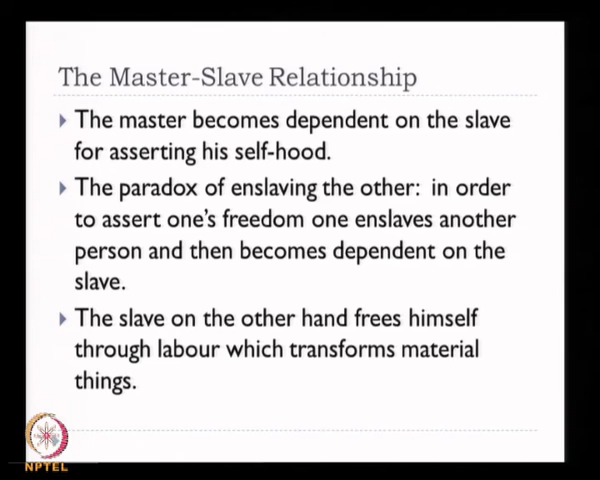 The Master-Slave Relationship
The master becomes dependent on the slave
for asserting his self-hood.
The paradox of enslaving the other: in order
to assert one's freedom one enslaves another
person and then becomes dependent on the
slave.
The slave on the other hand frees himself
through labour which transforms material
things.
NPTEL